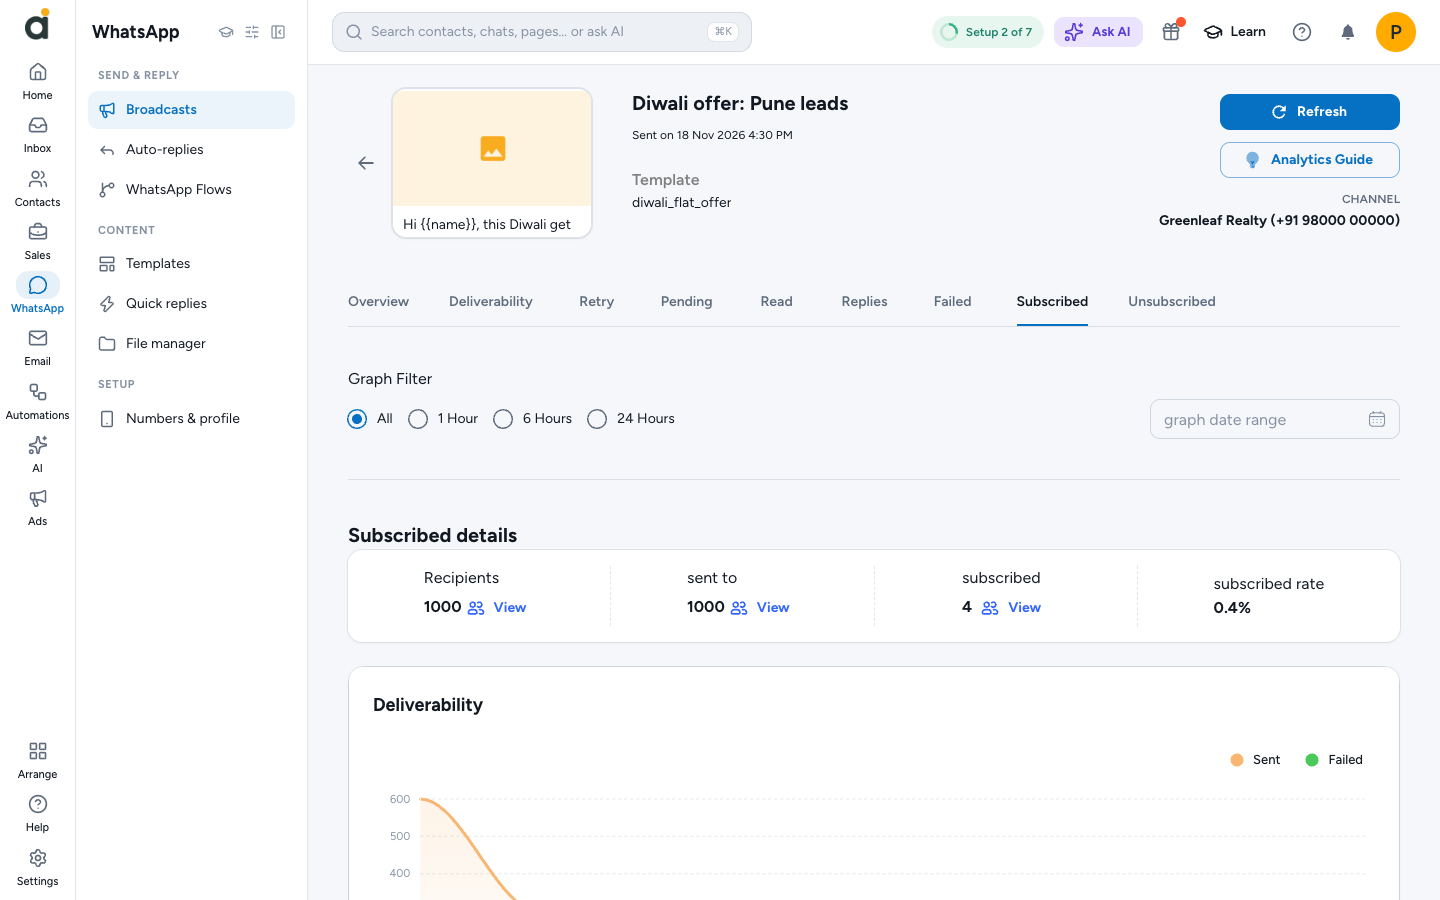 WhatsApp
Search contacts, chats, pages... or ask AI
⌘K
Setup 2 of 7
Ask AI
Learn
P
Home
Inbox
Contacts
Sales
WhatsApp
Email
Automations
AI
Ads
Arrange
Help
Settings
SEND & REPLY
Broadcasts
Auto-replies
WhatsApp Flows
CONTENT
Templates
Quick replies
File manager
SETUP
Numbers & profile
Hi {{name}}, this Diwali get
Diwali offer: Pune leads
Sent on 18 Nov 2026 4:30 PM
Template
diwali_flat_offer
Refresh
Analytics Guide
CHANNEL
Greenleaf Realty (+91 98000 00000)
Overview
Deliverability
Retry
Pending
Read
Replies
Failed
Subscribed
Unsubscribed
Graph Filter
All
1 Hour
6 Hours
24 Hours
graph date range
Subscribed details
Recipients
1000 View
sent to
1000 View
subscribed
4 View
subscribed rate
0.4%
Deliverability
Sent
Failed
600
500
400